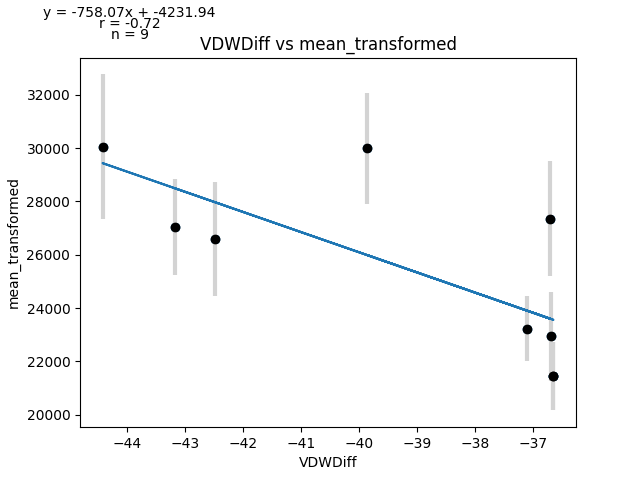 y = -758.07x + -4231.94
r = -0.72
n = 9
VDWDiff vs mean_transformed
32000
30000
28000
26000
24000
22000
20000
mean_transformed
−44
−43
−42
−41
−40
−39
−38
−37
VDWDiff